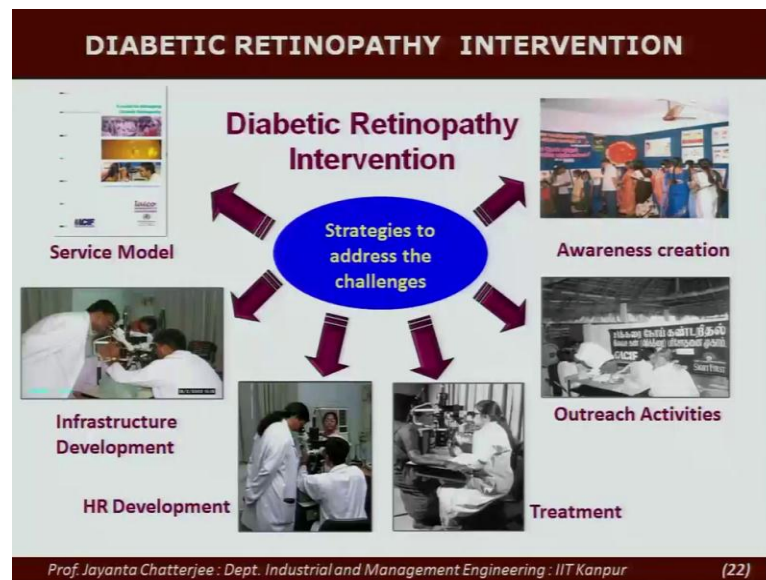 DIABETIC RETINOPATHY INTERVENTION
Diabetic Retinopathy
Intervention
Strategies to
address the
challenges
Service Model
Awareness creation
Infrastructure
Development
Outreach Activities
HR Development
Treatment
Prof. Jayanta Chatterjee : Dept. Industrial and Management Engineering : IIT Kanpur
(22)